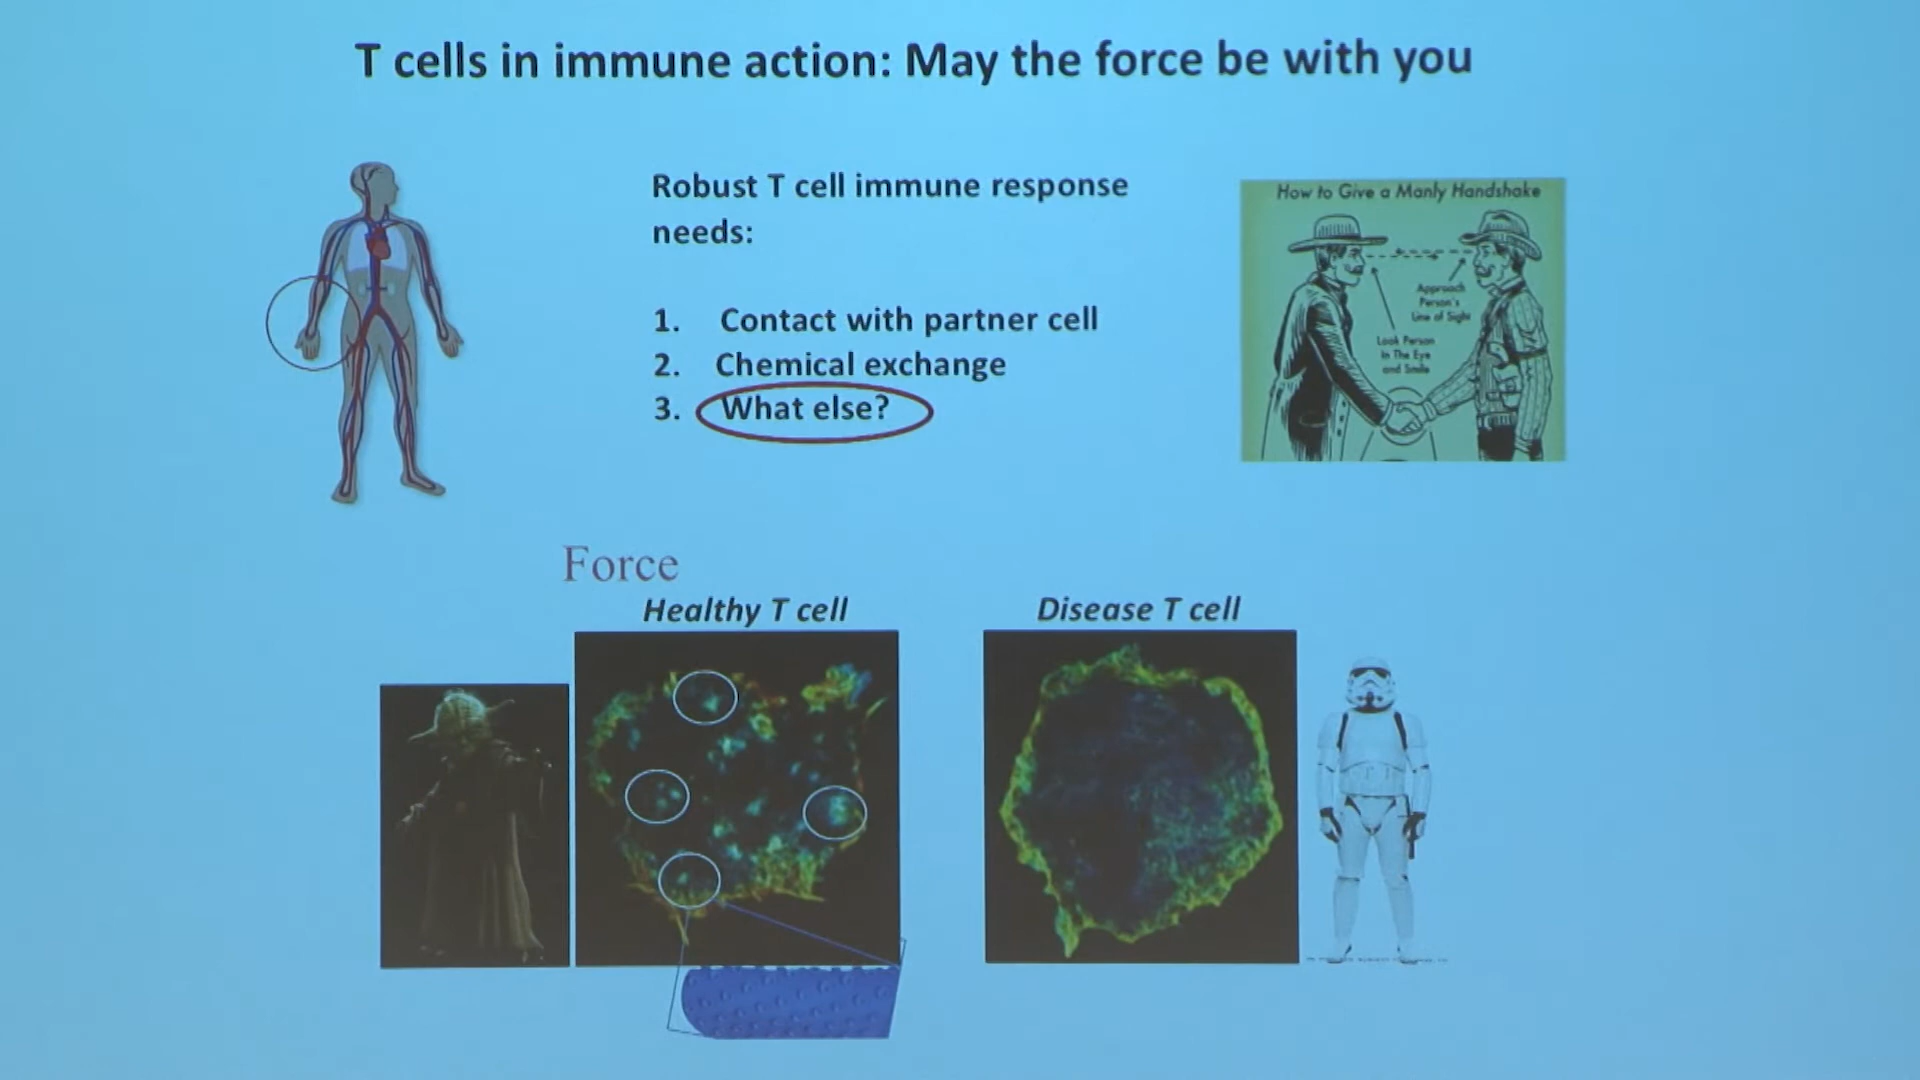 T cells in immune action: May the force be with you
Robust T cell immune response
needs:
1. Contact with partner cell
2. Chemical exchange
3. What else?
How to Give a Manly Handshake
Approach
Person's
Line of Sight
Look Person
In The Eye
and Smile
Force
Healthy T cell
Disease T cell